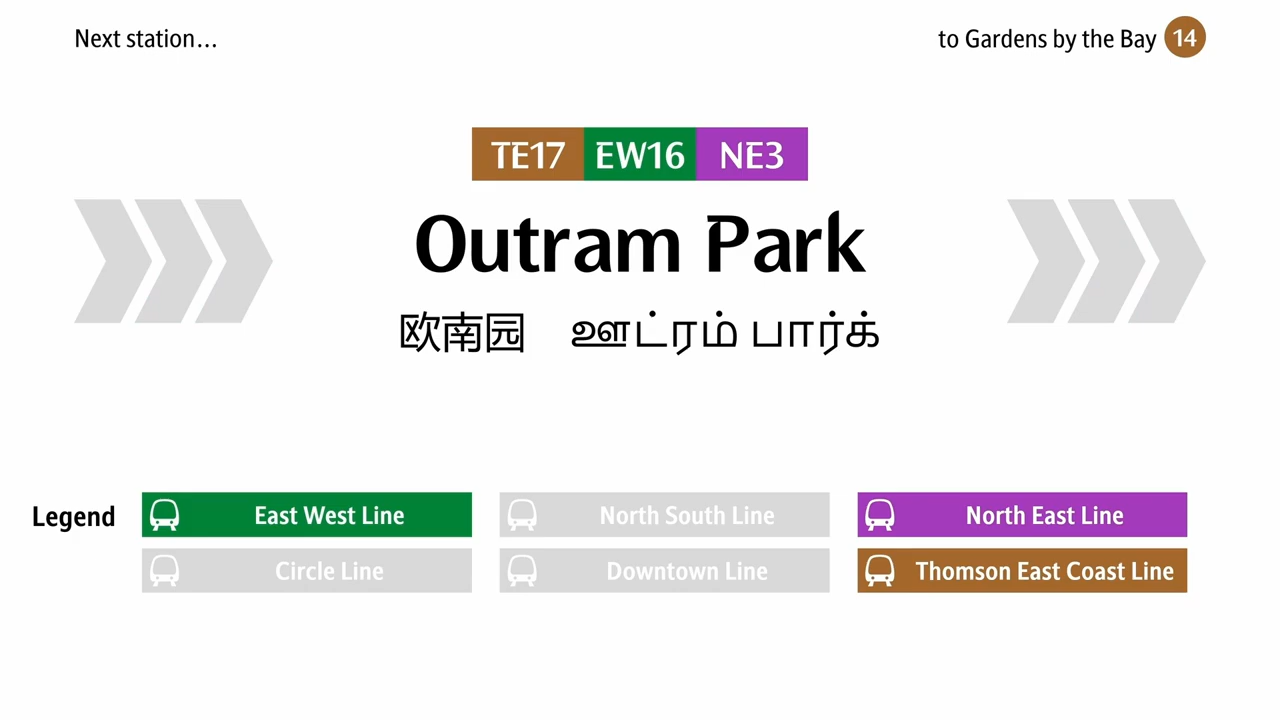 Next station...
to Gardens by the Bay 14
TE17 EW16 NE3
Outram Park
欧南园 ஊட்ரம் பார்க்
Legend
East West Line
North South Line
North East Line
Circle Line
Downtown Line
Thomson East Coast Line